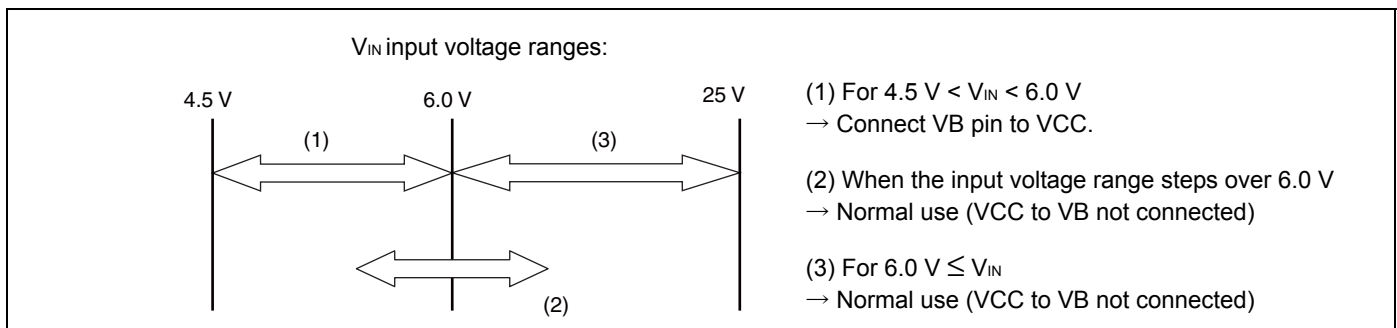 VIN input voltage ranges:
4.5 V
6.0 V
25 V
(1)
(3)
(2)
(1) For 4.5 V < VIN < 6.0 V
→ Connect VB pin to VCC.
(2) When the input voltage range steps over 6.0 V
→ Normal use (VCC to VB not connected)
(3) For 6.0 V ≤ VIN
→ Normal use (VCC to VB not connected)